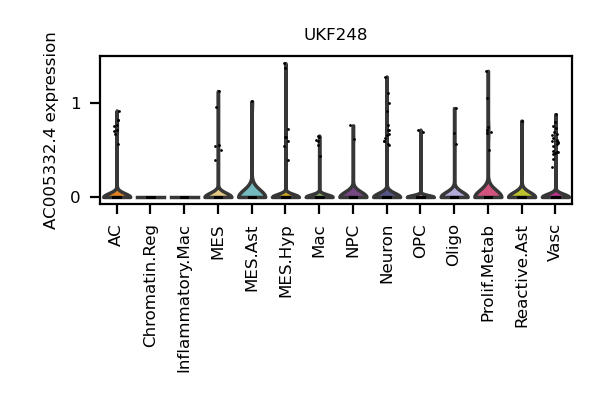 UKF248
AC005332.4 expression
1
0
AC
Chromatin.Reg
Inflammatory.Mac
MES
MES.Ast
MES.Hyp
Mac
NPC
Neuron
OPC
Oligo
Prolif.Metab
Reactive.Ast
Vasc